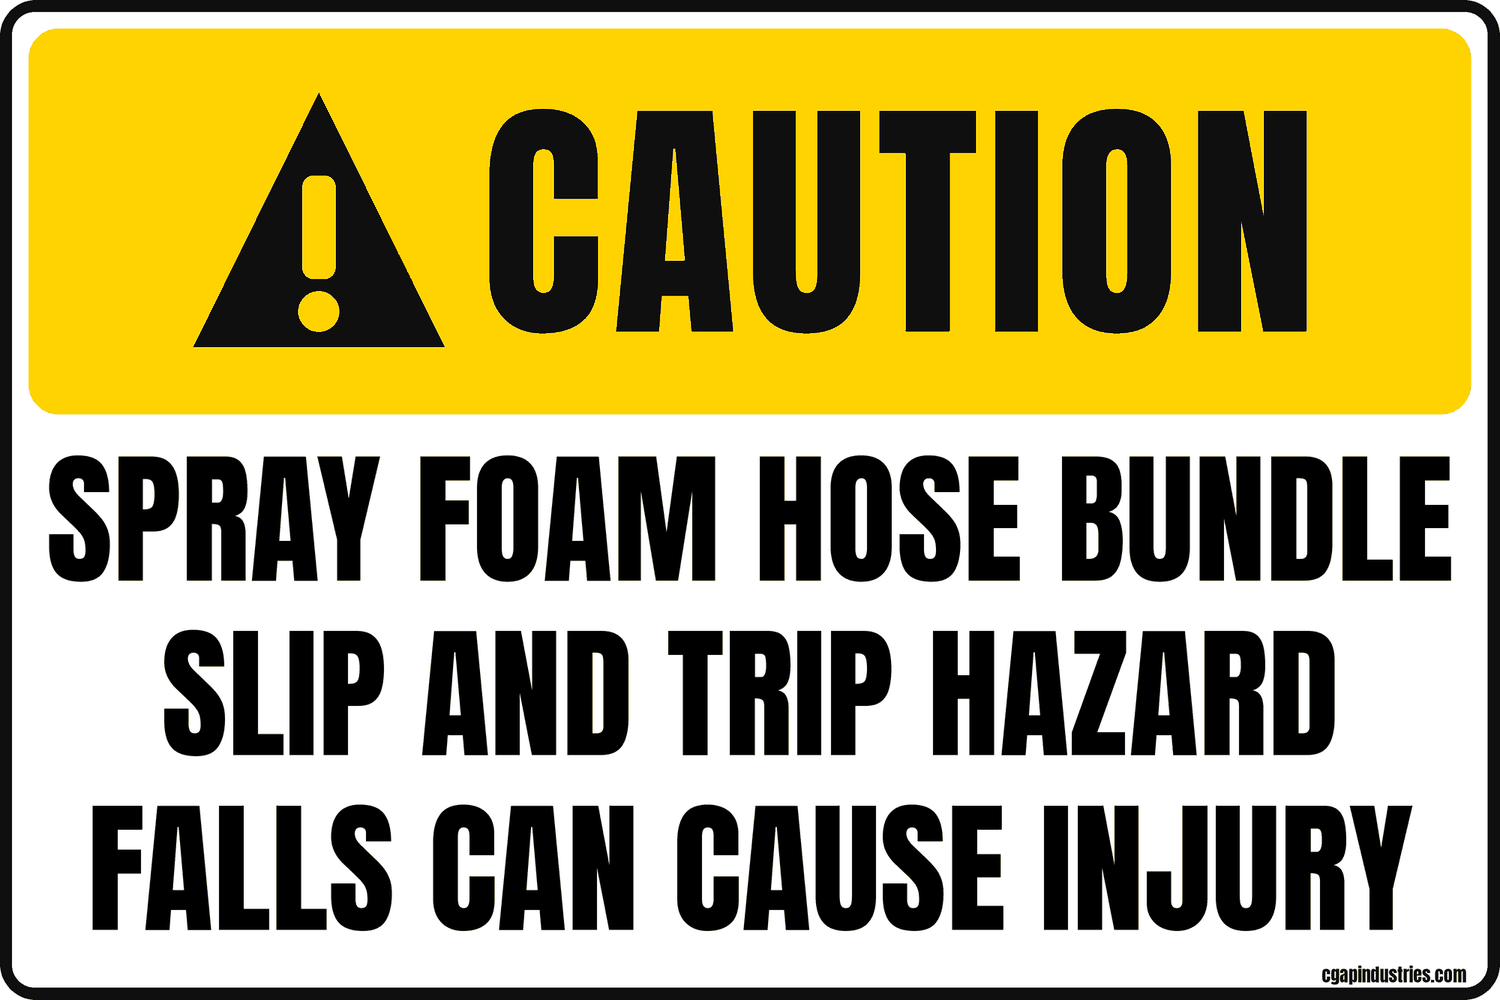 CAUTION
SPRAY FOAM HOSE BUNDLE
SLIP AND TRIP HAZARD
FALLS CAN CAUSE INJURY
cgapindustries.com